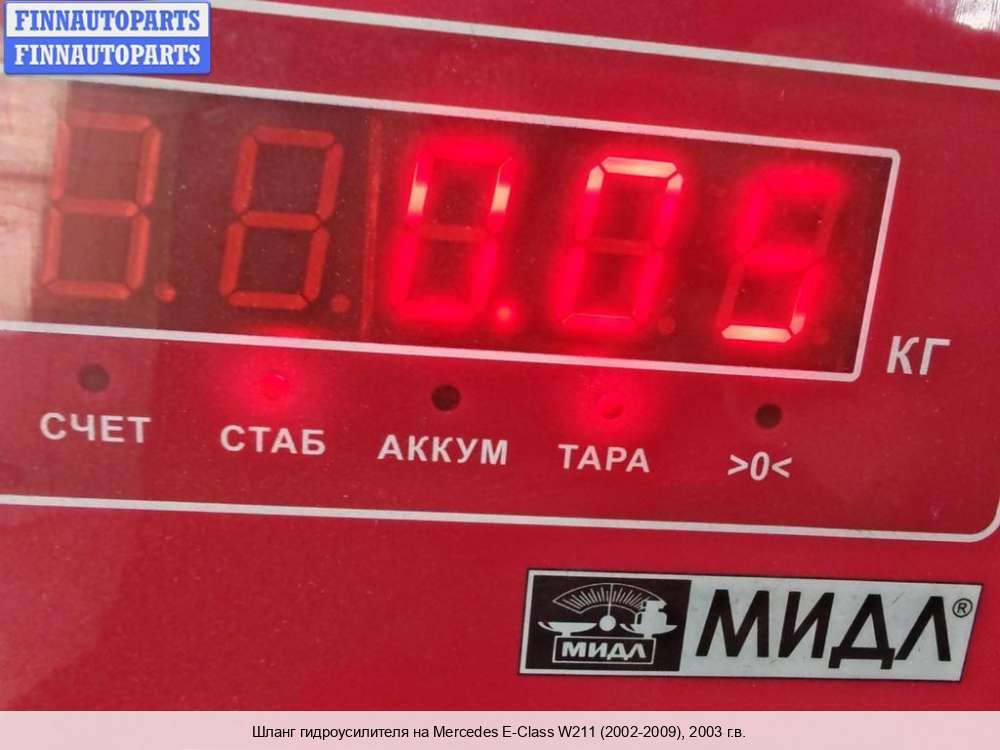 FINNAUTOPARTS
FINNAUTOPARTS
0.05
КГ
СЧЕТ СТАБ АККУМ ТАРА >0<
МИДЛ МИДЛ®
Шланг гидроусилителя на Mercedes E-Class W211 (2002-2009), 2003 г.в.